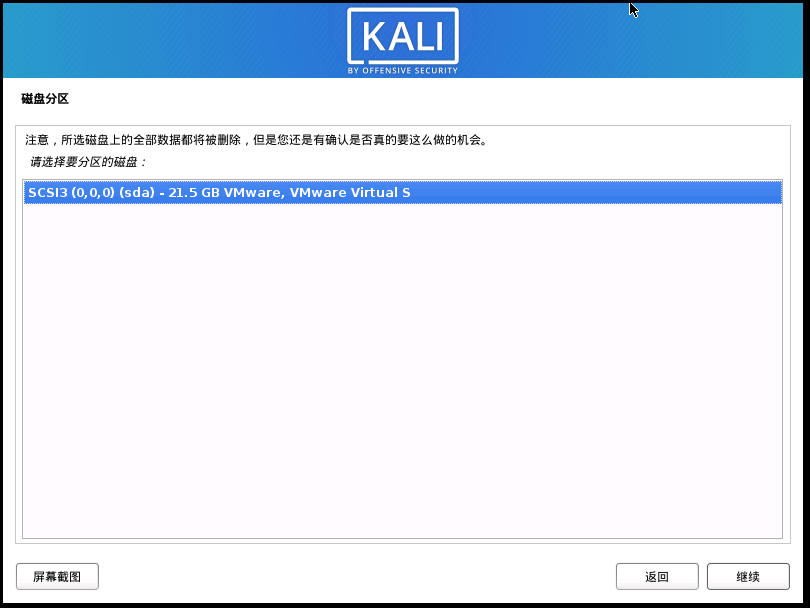 KALI
BY OFFENSIVE SECURITY
磁盘分区
注意，所选磁盘上的全部数据都将被删除，但是您还是有确认是否真的要这么做的机会。
请选择要分区的磁盘：
SCSI3 (0,0,0) (sda) - 21.5 GB VMware, VMware Virtual S
屏幕截图
返回
继续